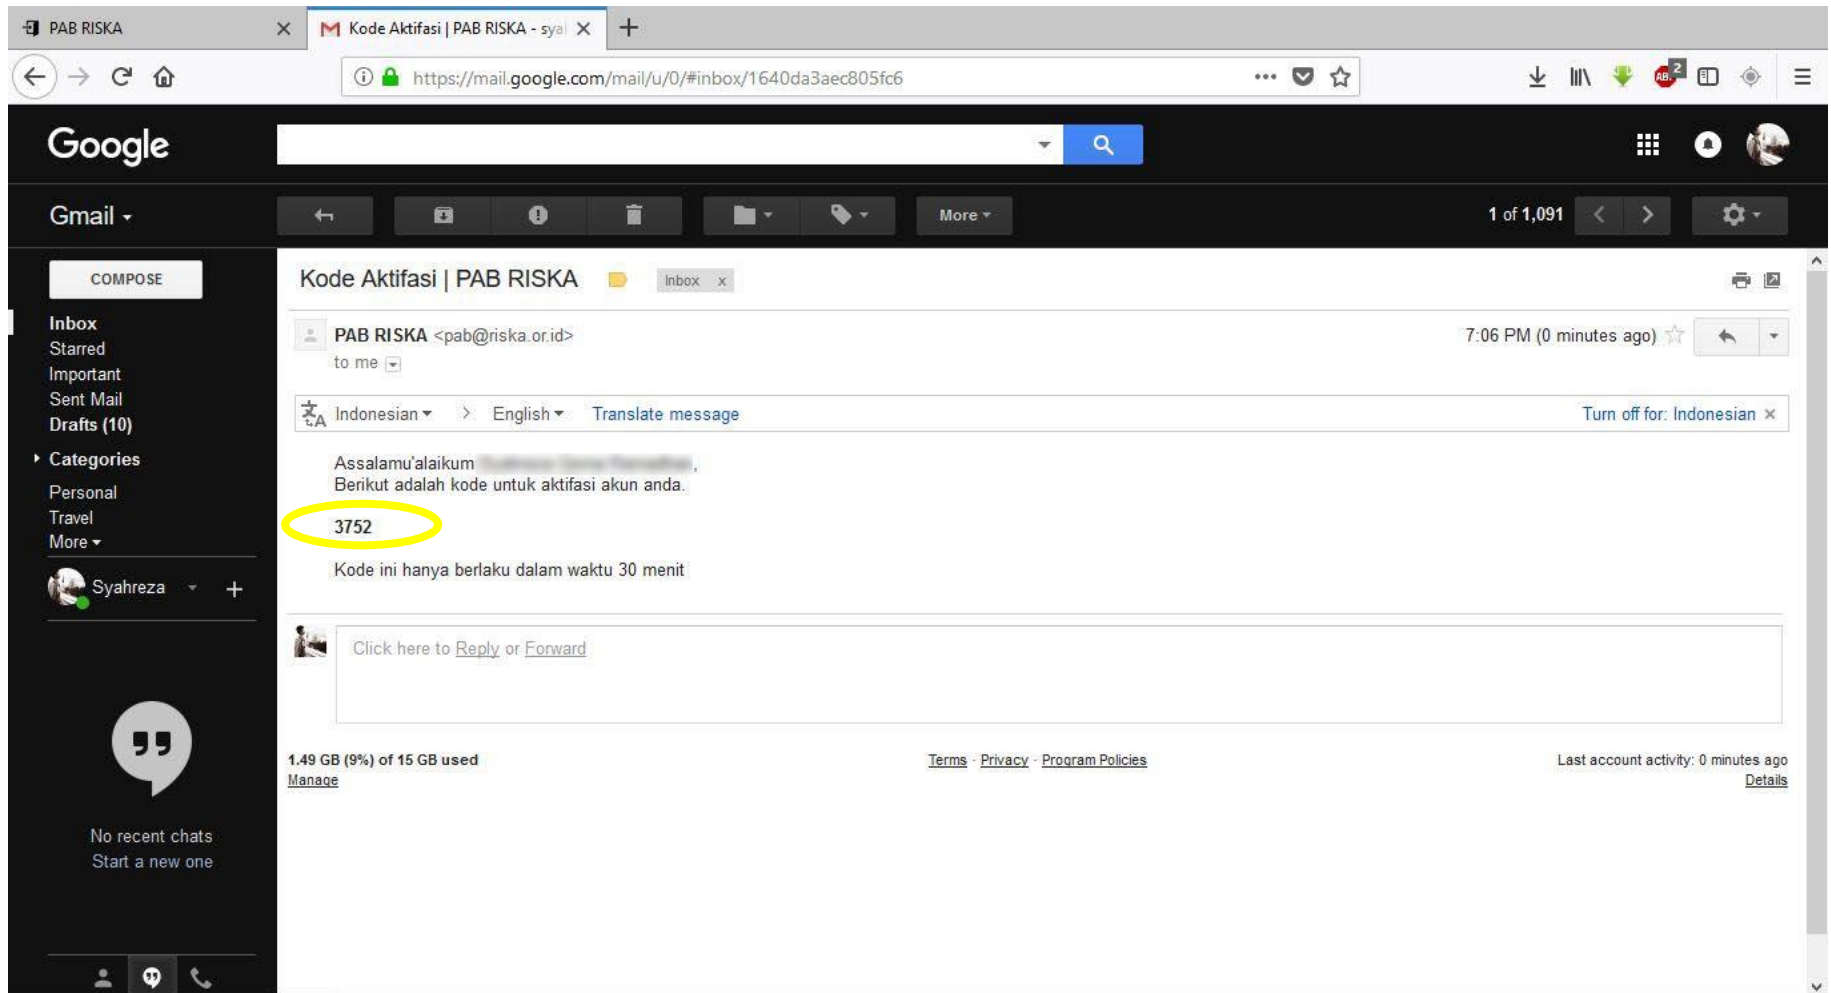 PAB RISKA
Kode Aktifasi | PAB RISKA - sya
https://mail.google.com/mail/u/0/#inbox/1640da3aec805fc6
ABP
2
Google
Gmail
More
1 of 1,091
COMPOSE
Inbox
Starred
Important
Sent Mail
Drafts (10)
Categories
Personal
Travel
More
Syahreza
No recent chats
Start a new one
Kode Aktifasi | PAB RISKA
Inbox x
PAB RISKA <pab@riska.or.id>
7:06 PM (0 minutes ago)
to me
Indonesian > English Translate message
Turn off for: Indonesian ×
Assalamu'alaikum ,
Berikut adalah kode untuk aktifasi akun anda.
3752
Kode ini hanya berlaku dalam waktu 30 menit
Click here to Reply or Forward
1.49 GB (9%) of 15 GB used
Manage
Terms - Privacy - Program Policies
Last account activity: 0 minutes ago
Details